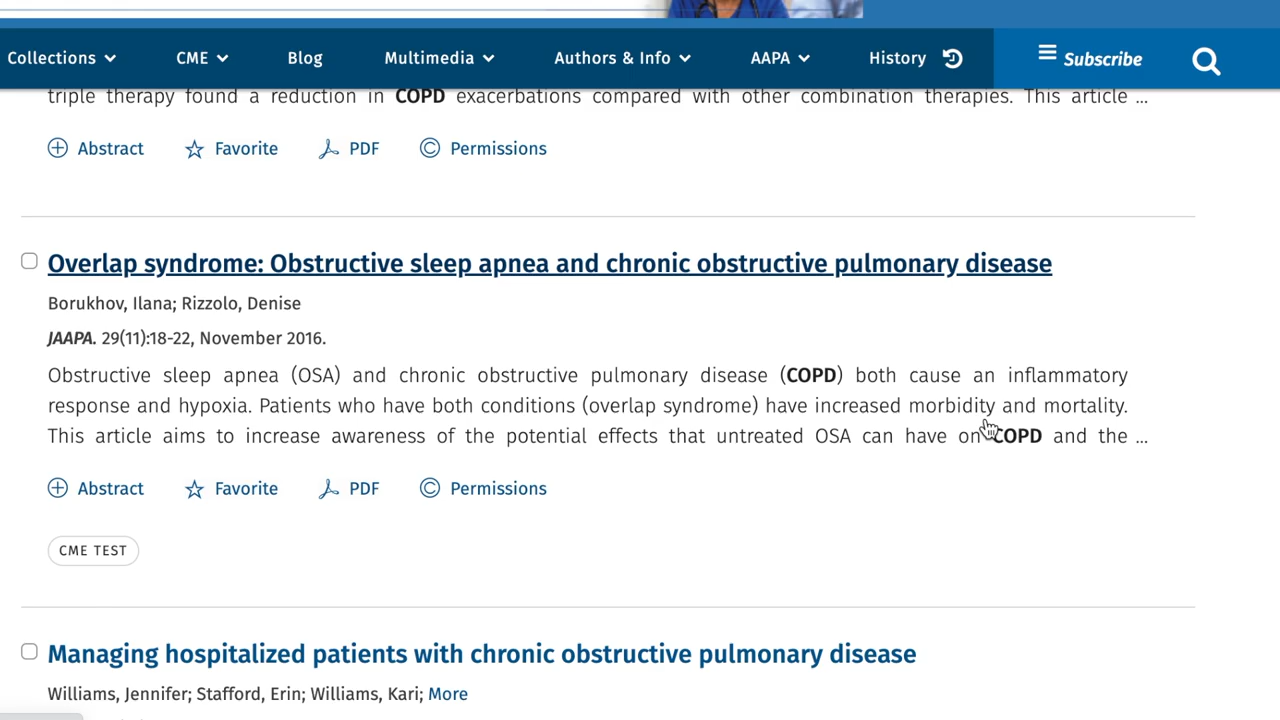 Collections CME Blog Multimedia Authors & Info AAPA History Subscribe
triple therapy found a reduction in COPD exacerbations compared with other combination therapies. This article ...
Abstract Favorite PDF Permissions
Overlap syndrome: Obstructive sleep apnea and chronic obstructive pulmonary disease
Borukhov, Ilana; Rizzolo, Denise
JAAPA. 29(11):18-22, November 2016.
Obstructive sleep apnea (OSA) and chronic obstructive pulmonary disease (COPD) both cause an inflammatory
response and hypoxia. Patients who have both conditions (overlap syndrome) have increased morbidity and mortality.
This article aims to increase awareness of the potential effects that untreated OSA can have on COPD and the ...
Abstract Favorite PDF Permissions
CME TEST
Managing hospitalized patients with chronic obstructive pulmonary disease
Williams, Jennifer; Stafford, Erin; Williams, Kari; More